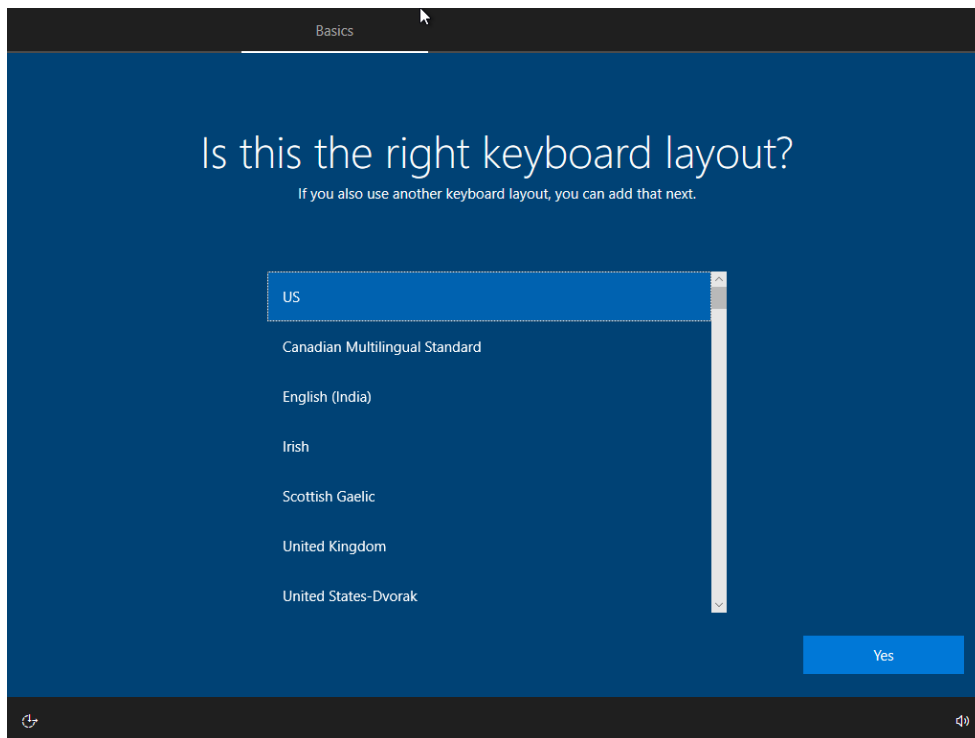 Basics
Is this the right keyboard layout?
If you also use another keyboard layout, you can add that next.
US
Canadian Multilingual Standard
English (India)
Irish
Scottish Gaelic
United Kingdom
United States-Dvorak
Yes